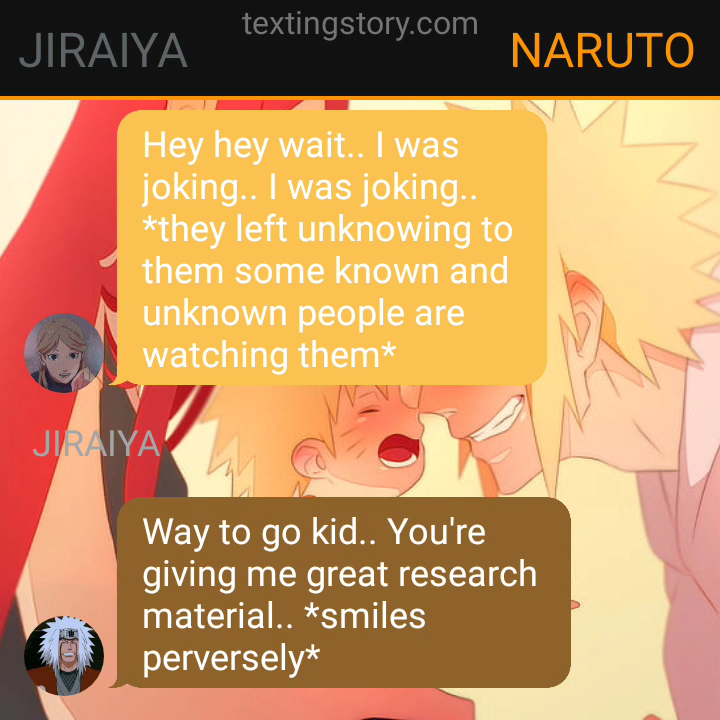 textingstory.com
JIRAIYA NARUTO
Hey hey wait.. I was
joking.. I was joking..
*they left unknowing to
them some known and
unknown people are
watching them*
JIRAIYA
Way to go kid.. You're
giving me great research
material.. *smiles
perversely*